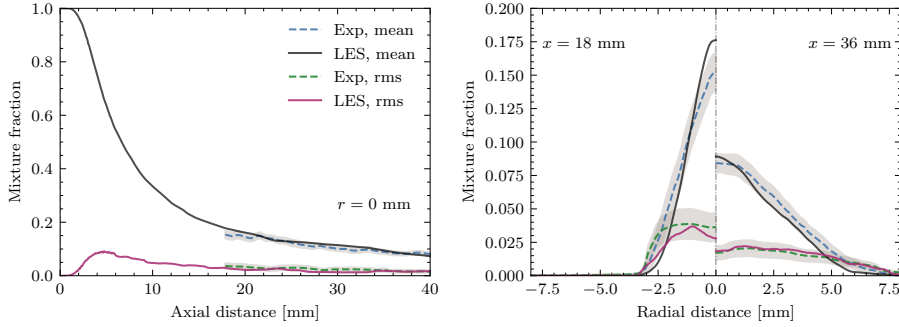 1.0
0.8
0.6
0.4
0.2
0.0
Mixture fraction
Exp, mean
LES, mean
Exp, rms
LES, rms
r = 0 mm
0 10 20 30 40
Axial distance [mm]
0.200
0.175
0.150
0.125
0.100
0.075
0.050
0.025
0.000
Mixture fraction
x = 18 mm x = 36 mm
−7.5 −5.0 −2.5 0.0 2.5 5.0 7.5
Radial distance [mm]